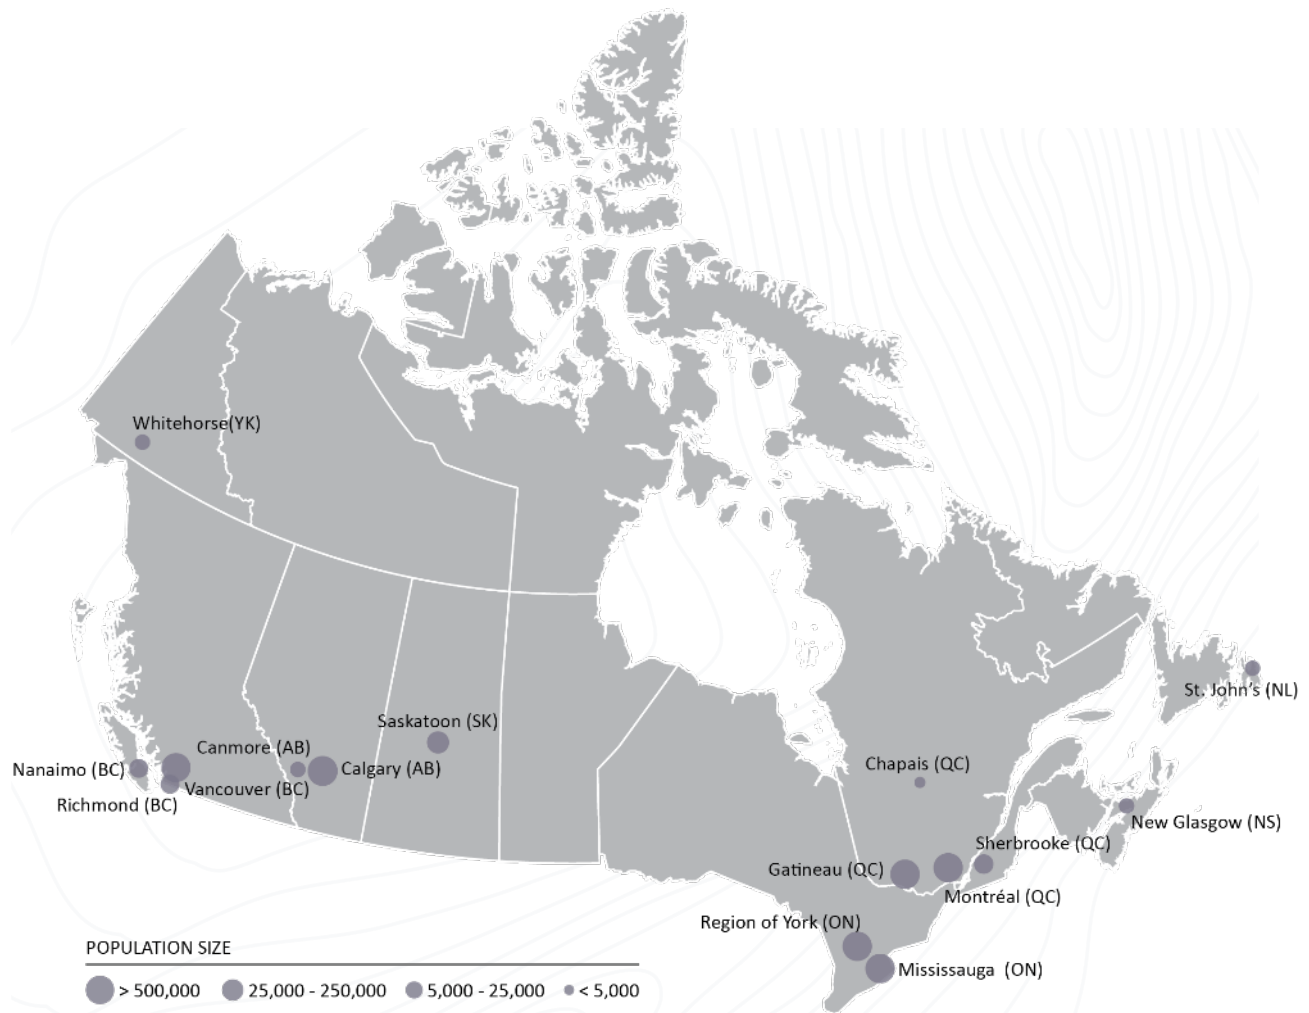 Whitehorse(YK)
St. John's (NL)
Saskatoon (SK)
Canmore (AB)
Nanaimo (BC)
Calgary (AB)
Chapais (QC)
Vancouver (BC)
Richmond (BC)
New Glasgow (NS)
Sherbrooke (QC)
Gatineau (QC)
Montréal (QC)
Region of York (ON)
Mississauga (ON)
POPULATION SIZE
> 500,000 25,000 - 250,000 5,000 - 25,000 < 5,000